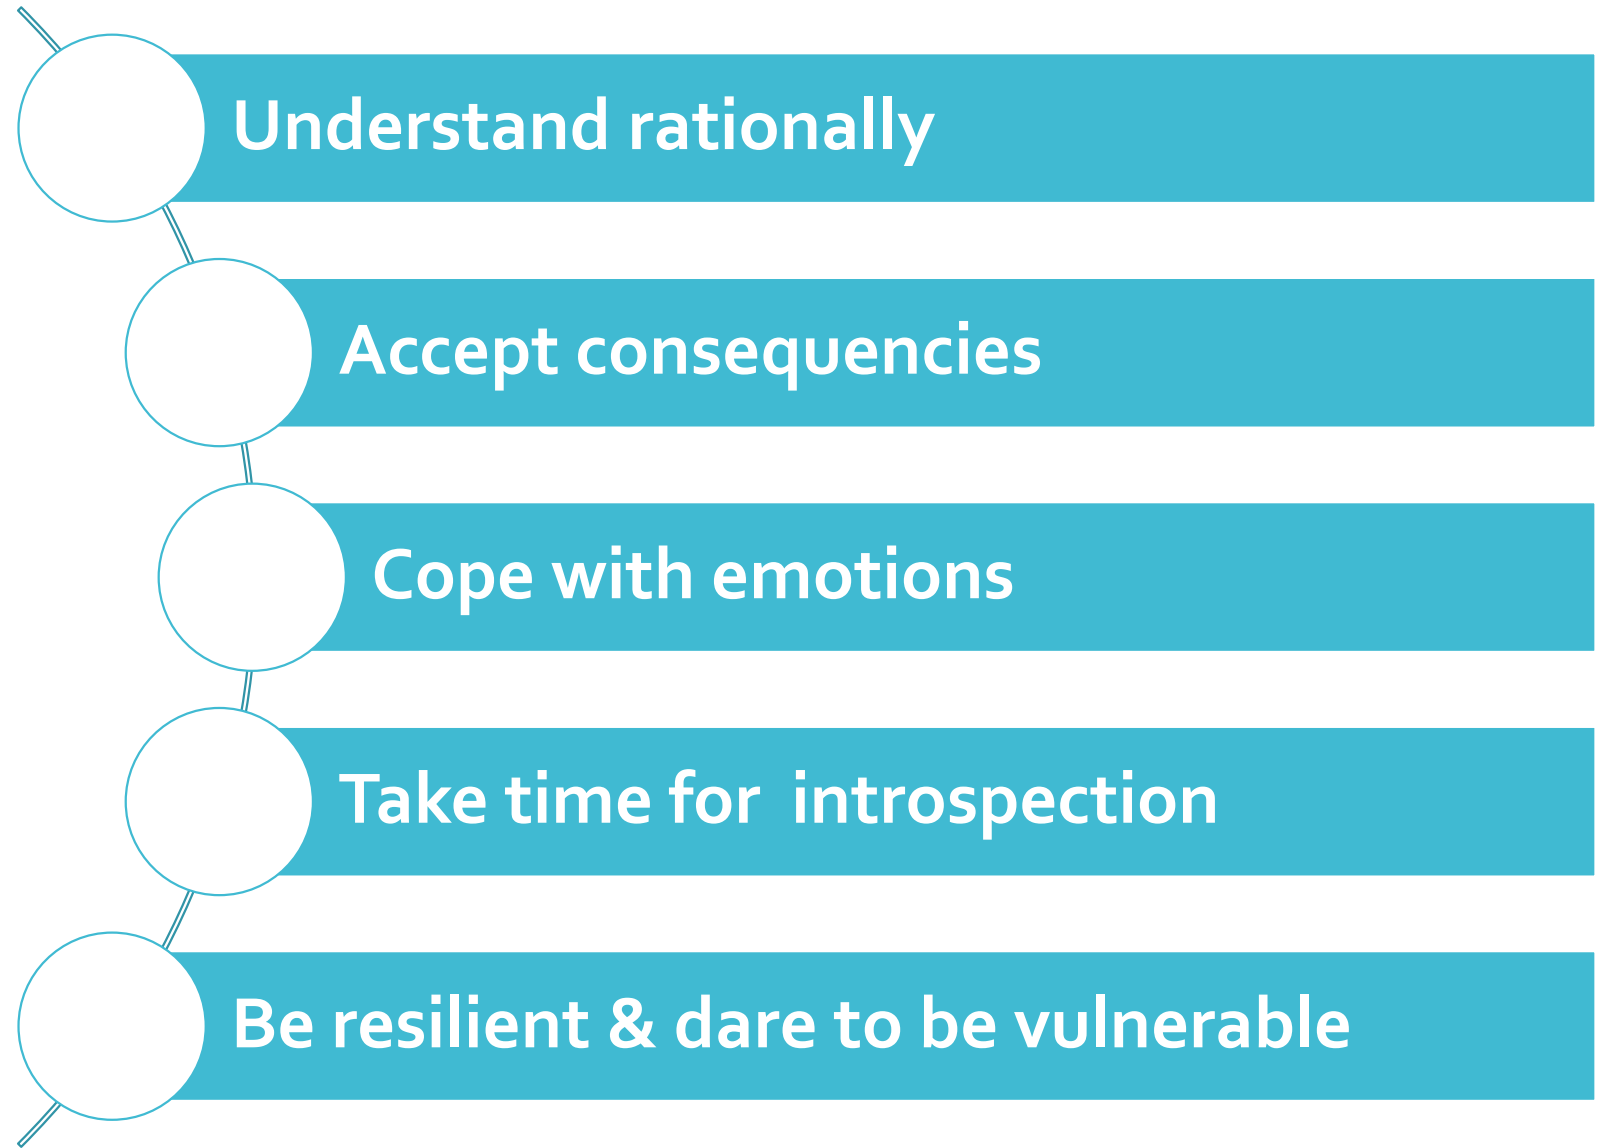 Understand rationally
Accept consequencies
Cope with emotions
Take time for  introspection
Be resilient & dare to be vulnerable